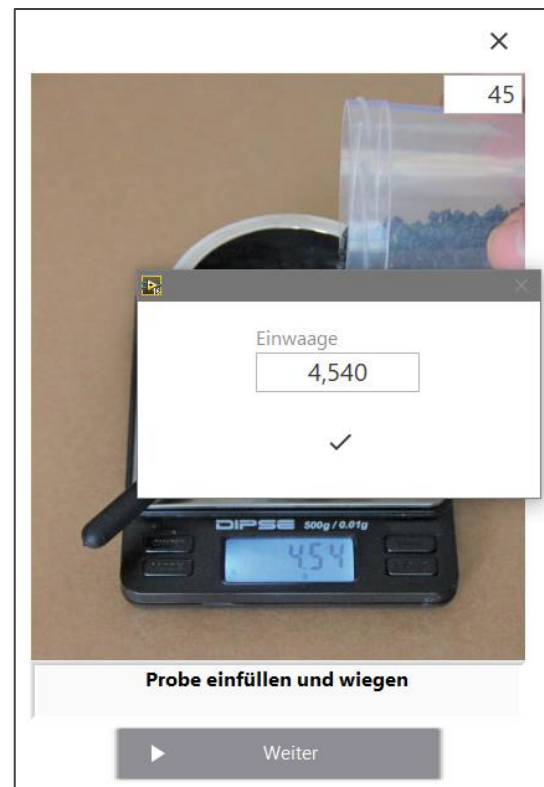 45
Einwaage
4,540
DIPSE 500g / 0.01g
4.54
Probe einfüllen und wiegen
Weiter